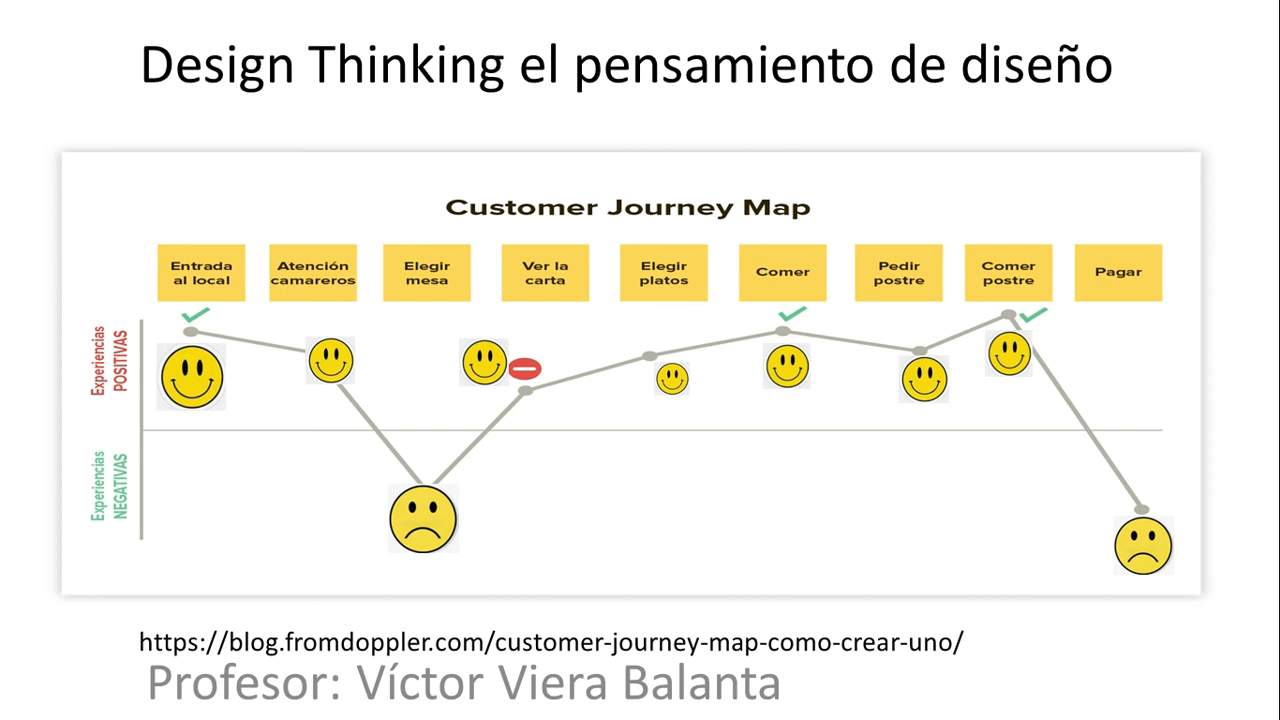 Design Thinking el pensamiento de diseño
Customer Journey Map
Entrada
al local
Atención
camareros
Elegir
mesa
Ver la
carta
Elegir
platos
Comer
Pedir
postre
Comer
postre
Pagar
Experiencias
POSITIVAS
Experiencias
NEGATIVAS
https://blog.fromdoppler.com/customer-journey-map-como-crear-uno/
Profesor: Víctor Viera Balanta